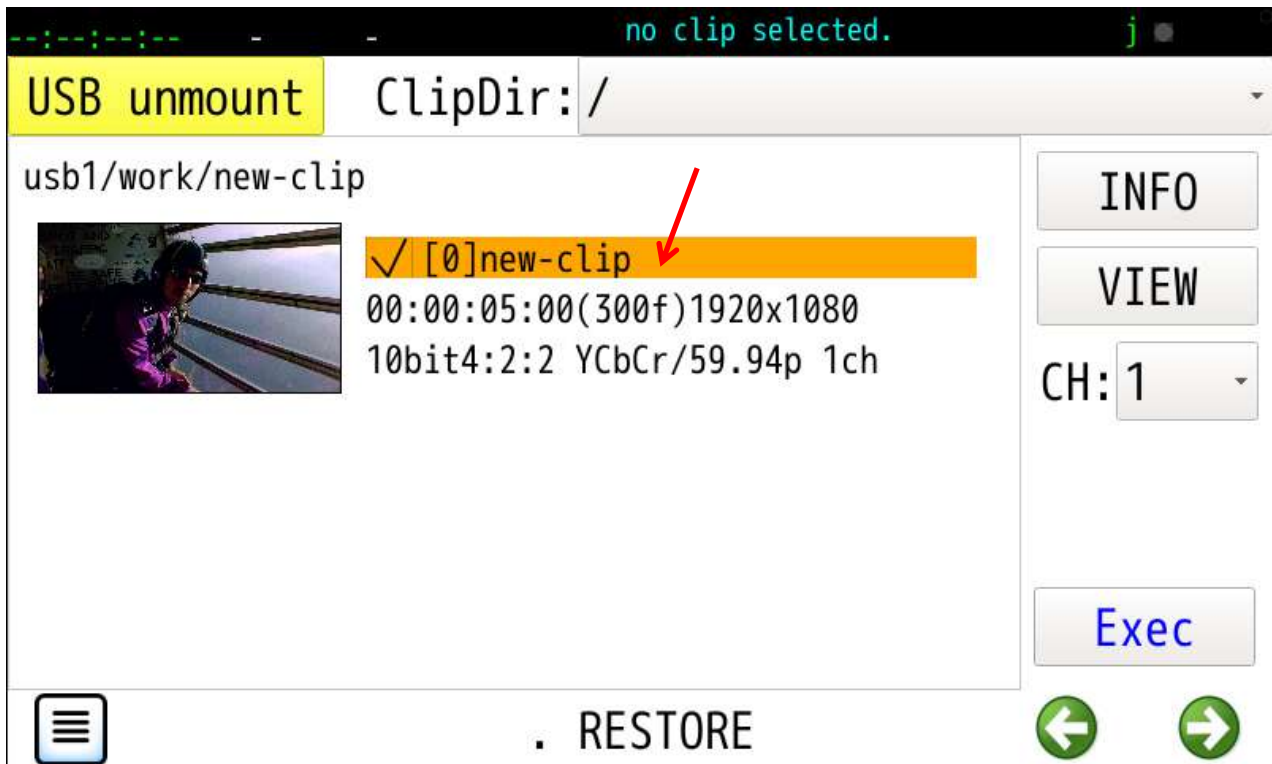 --:--:--:-- - - no clip selected. j
USB unmount ClipDir: /
usb1/work/new-clip
✓ [0]new-clip
00:00:05:00(300f)1920x1080
10bit4:2:2 YCbCr/59.94p 1ch
INFO
VIEW
CH: 1
Exec
. RESTORE